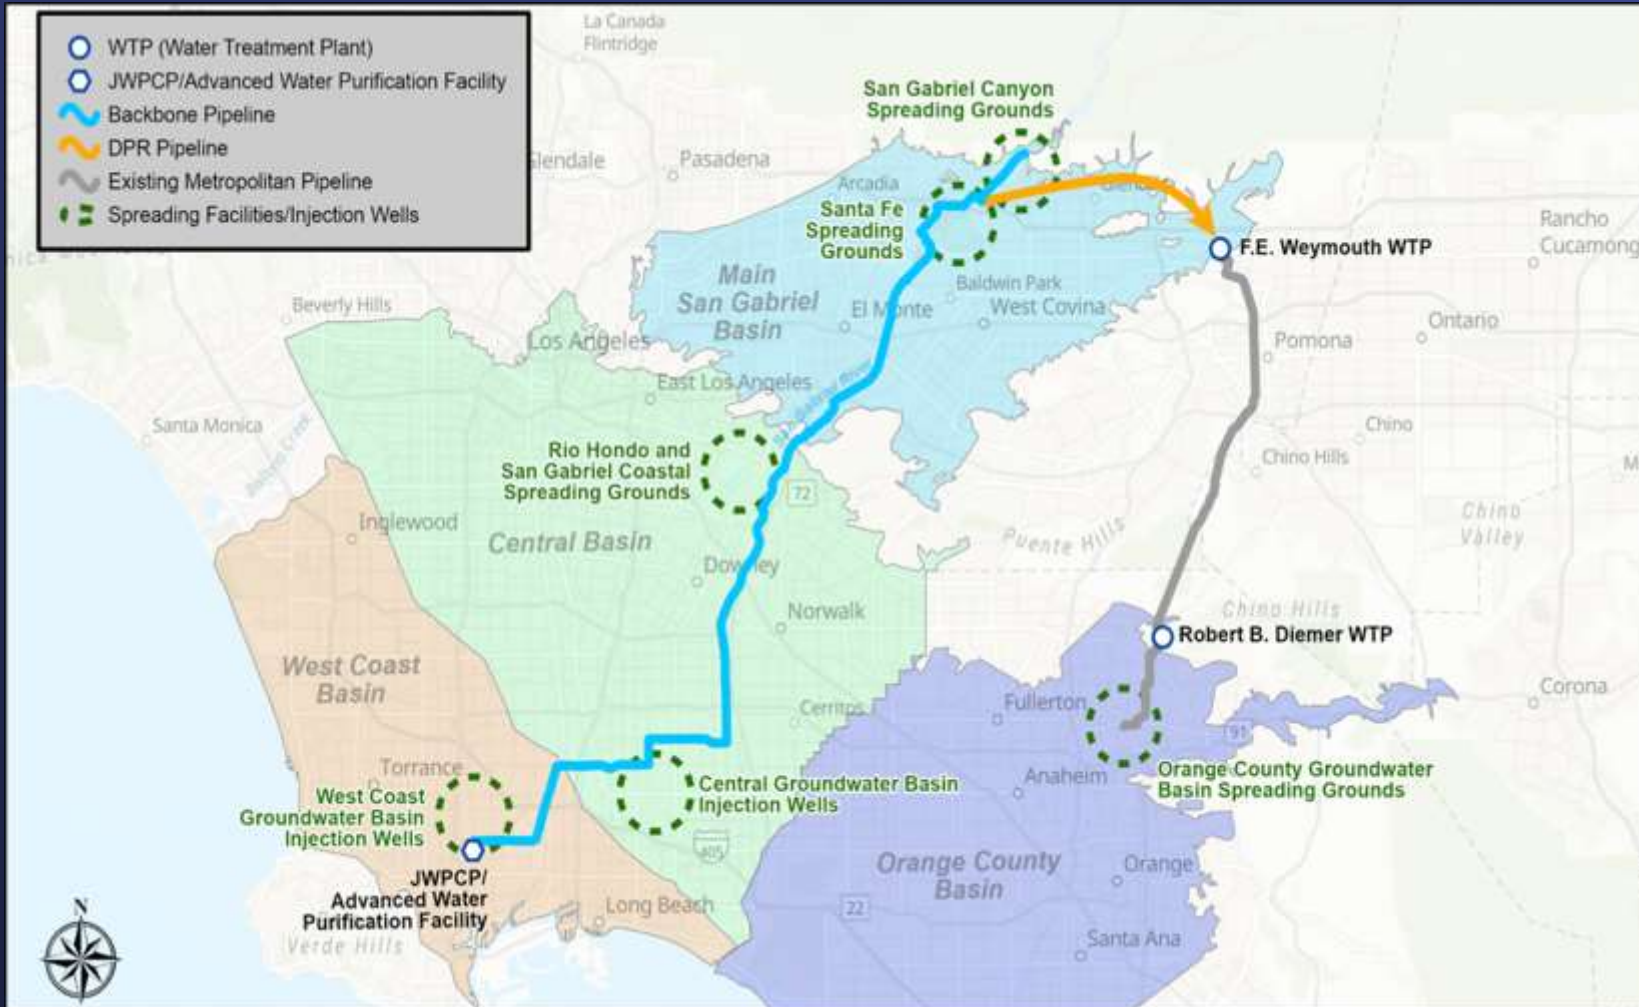 WTP (Water Treatment Plant)
JWPCP/Advanced Water Purification Facility
Backbone Pipeline
DPR Pipeline
Existing Metropolitan Pipeline
Spreading Facilities/Injection Wells
La Canada
Flintridge
San Gabriel Canyon
Spreading Grounds
Glendale
Pasadena
Arcadia
Santa Fe
Spreading
Grounds
Rancho
Cucamong
F.E. Weymouth WTP
Main
San Gabriel
Basin
Baldwin Park
El Monte
West Covina
Beverly Hills
Ontario
Los Angeles
Pomona
East Los Angeles
San Gabriel River
Santa Monica
Chino
Rio Hondo and
San Gabriel Coastal
Spreading Grounds
Chino Hills
72
Inglewood
Central Basin
Puente Hills
Chino
Valley
Downey
Norwalk
Chino Hills
Robert B. Diemer WTP
West Coast
Basin
Corona
Cerritos
Fullerton
91
Torrance
Anaheim
Orange County Groundwater
Basin Spreading Grounds
West Coast
Groundwater Basin
Injection Wells
Central Groundwater Basin
Injection Wells
405
Orange County
Basin
Orange
JWPCP/
Advanced Water
Purification Facility
Long Beach
22
N
Verde Hills
Santa Ana